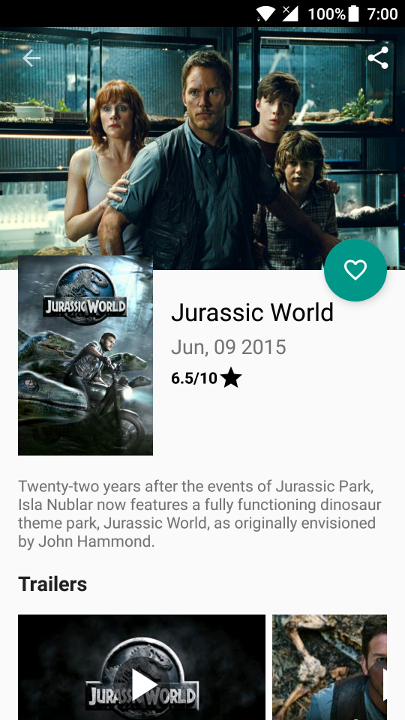 100% 7:00
JURASSIC WORLD
Jurassic World
Jun, 09 2015
6.5/10
Twenty-two years after the events of Jurassic Park,
Isla Nublar now features a fully functioning dinosaur
theme park, Jurassic World, as originally envisioned
by John Hammond.
Trailers
JURASSIC WORLD